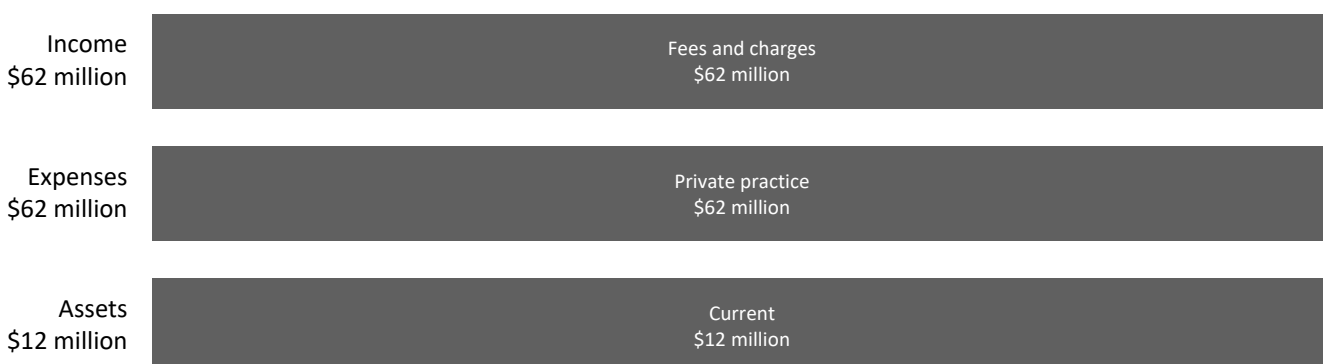 Income
$62 million
Fees and charges
$62 million
Expenses
$62 million
Private practice
$62 million
Assets
$12 million
Current
$12 million